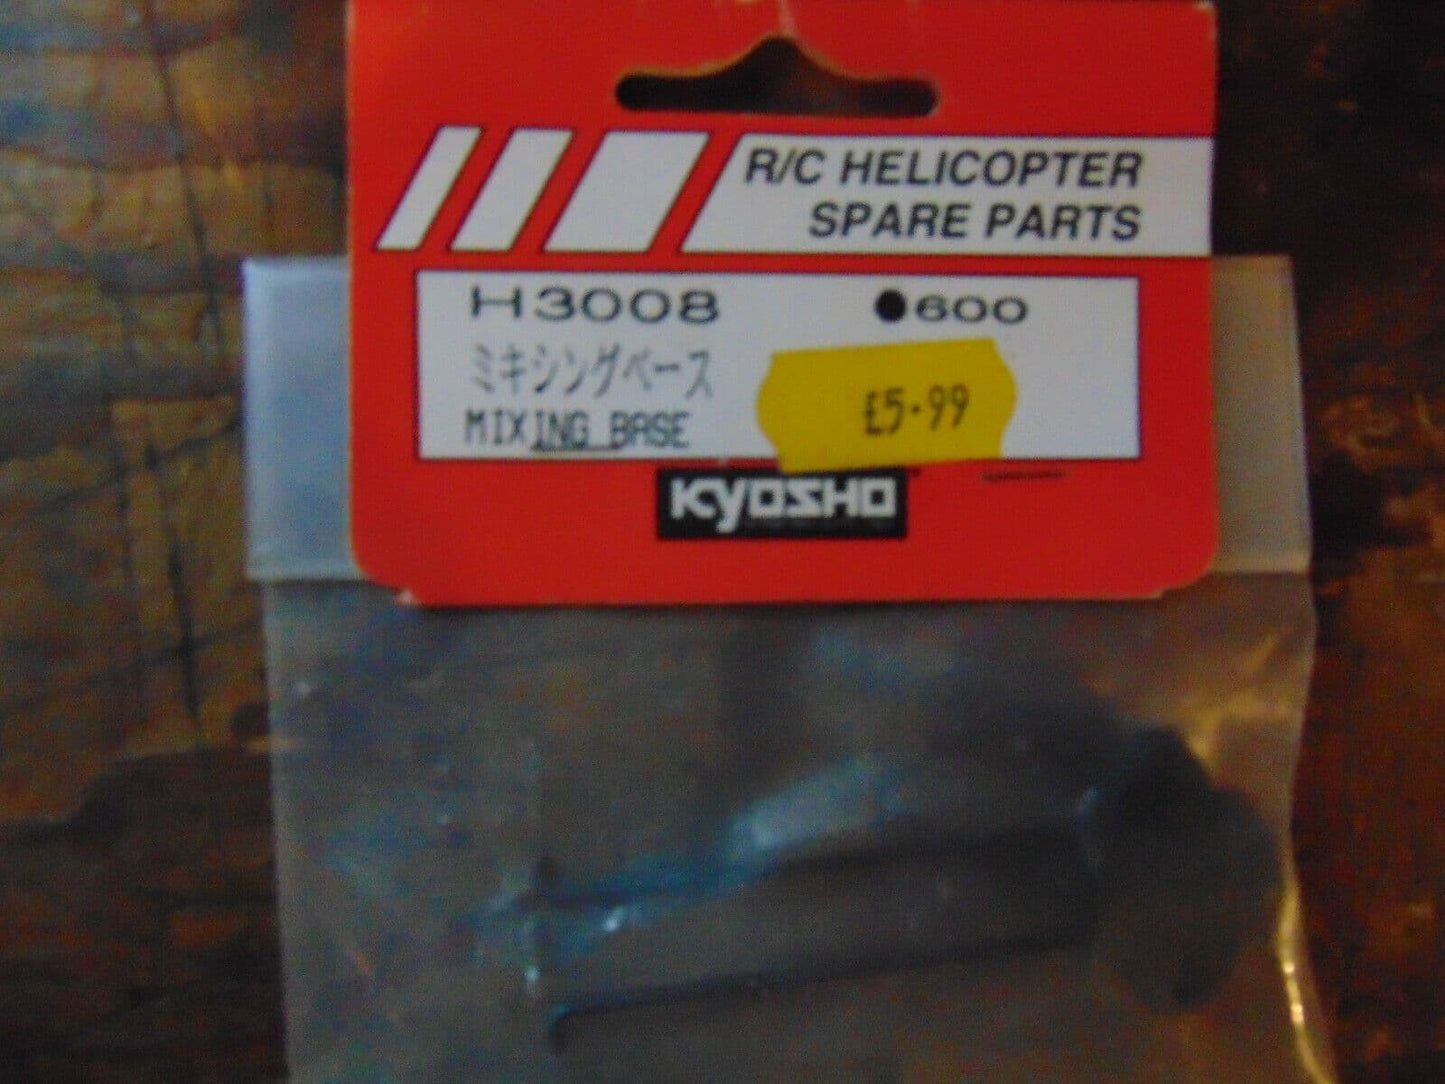 R/C HELICOPTER
SPARE PARTS
H3008 ●600
ミキシングベース
MIXING BASE
£5·99
KYOSHO